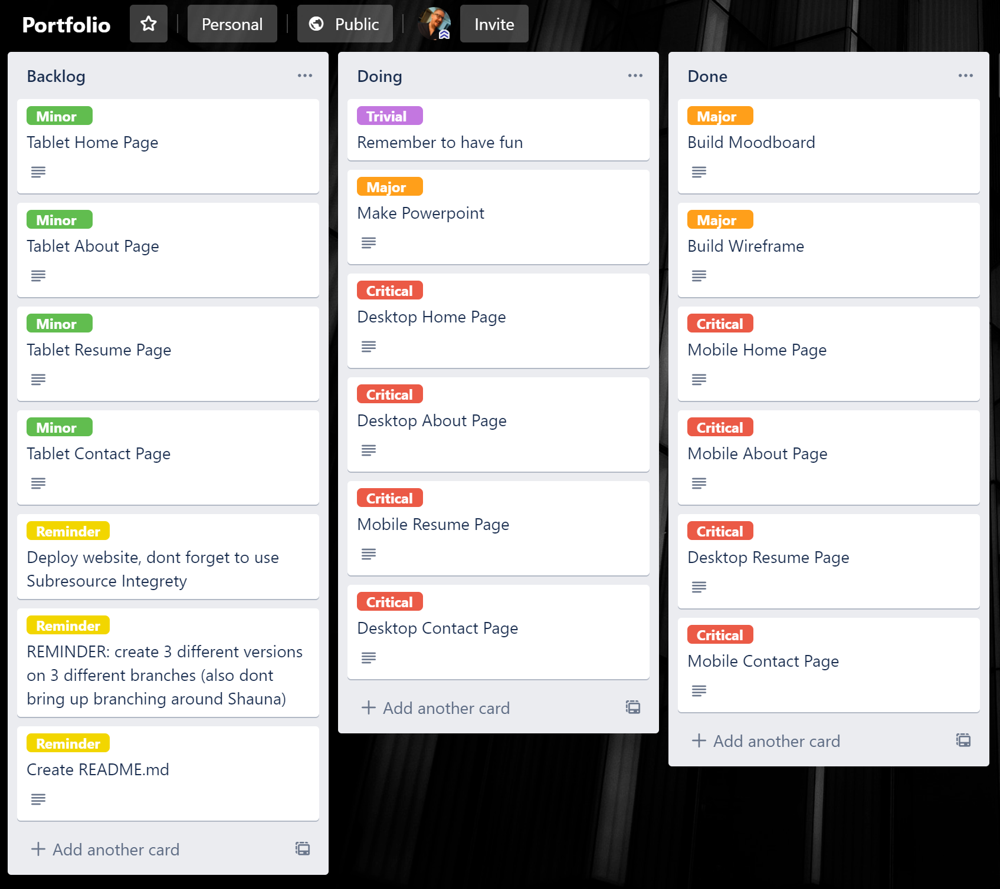 Portfolio
Personal
Public
Invite
Backlog
Minor
Tablet Home Page
Minor
Tablet About Page
Minor
Tablet Resume Page
Minor
Tablet Contact Page
Reminder
Deploy website, dont forget to use
Subresource Integrety
Reminder
REMINDER: create 3 different versions
on 3 different branches (also dont
bring up branching around Shauna)
Reminder
Create README.md
Add another card
Doing
Trivial
Remember to have fun
Major
Make Powerpoint
Critical
Desktop Home Page
Critical
Desktop About Page
Critical
Mobile Resume Page
Critical
Desktop Contact Page
Add another card
Done
Major
Build Moodboard
Major
Build Wireframe
Critical
Mobile Home Page
Critical
Mobile About Page
Critical
Desktop Resume Page
Critical
Mobile Contact Page
Add another card